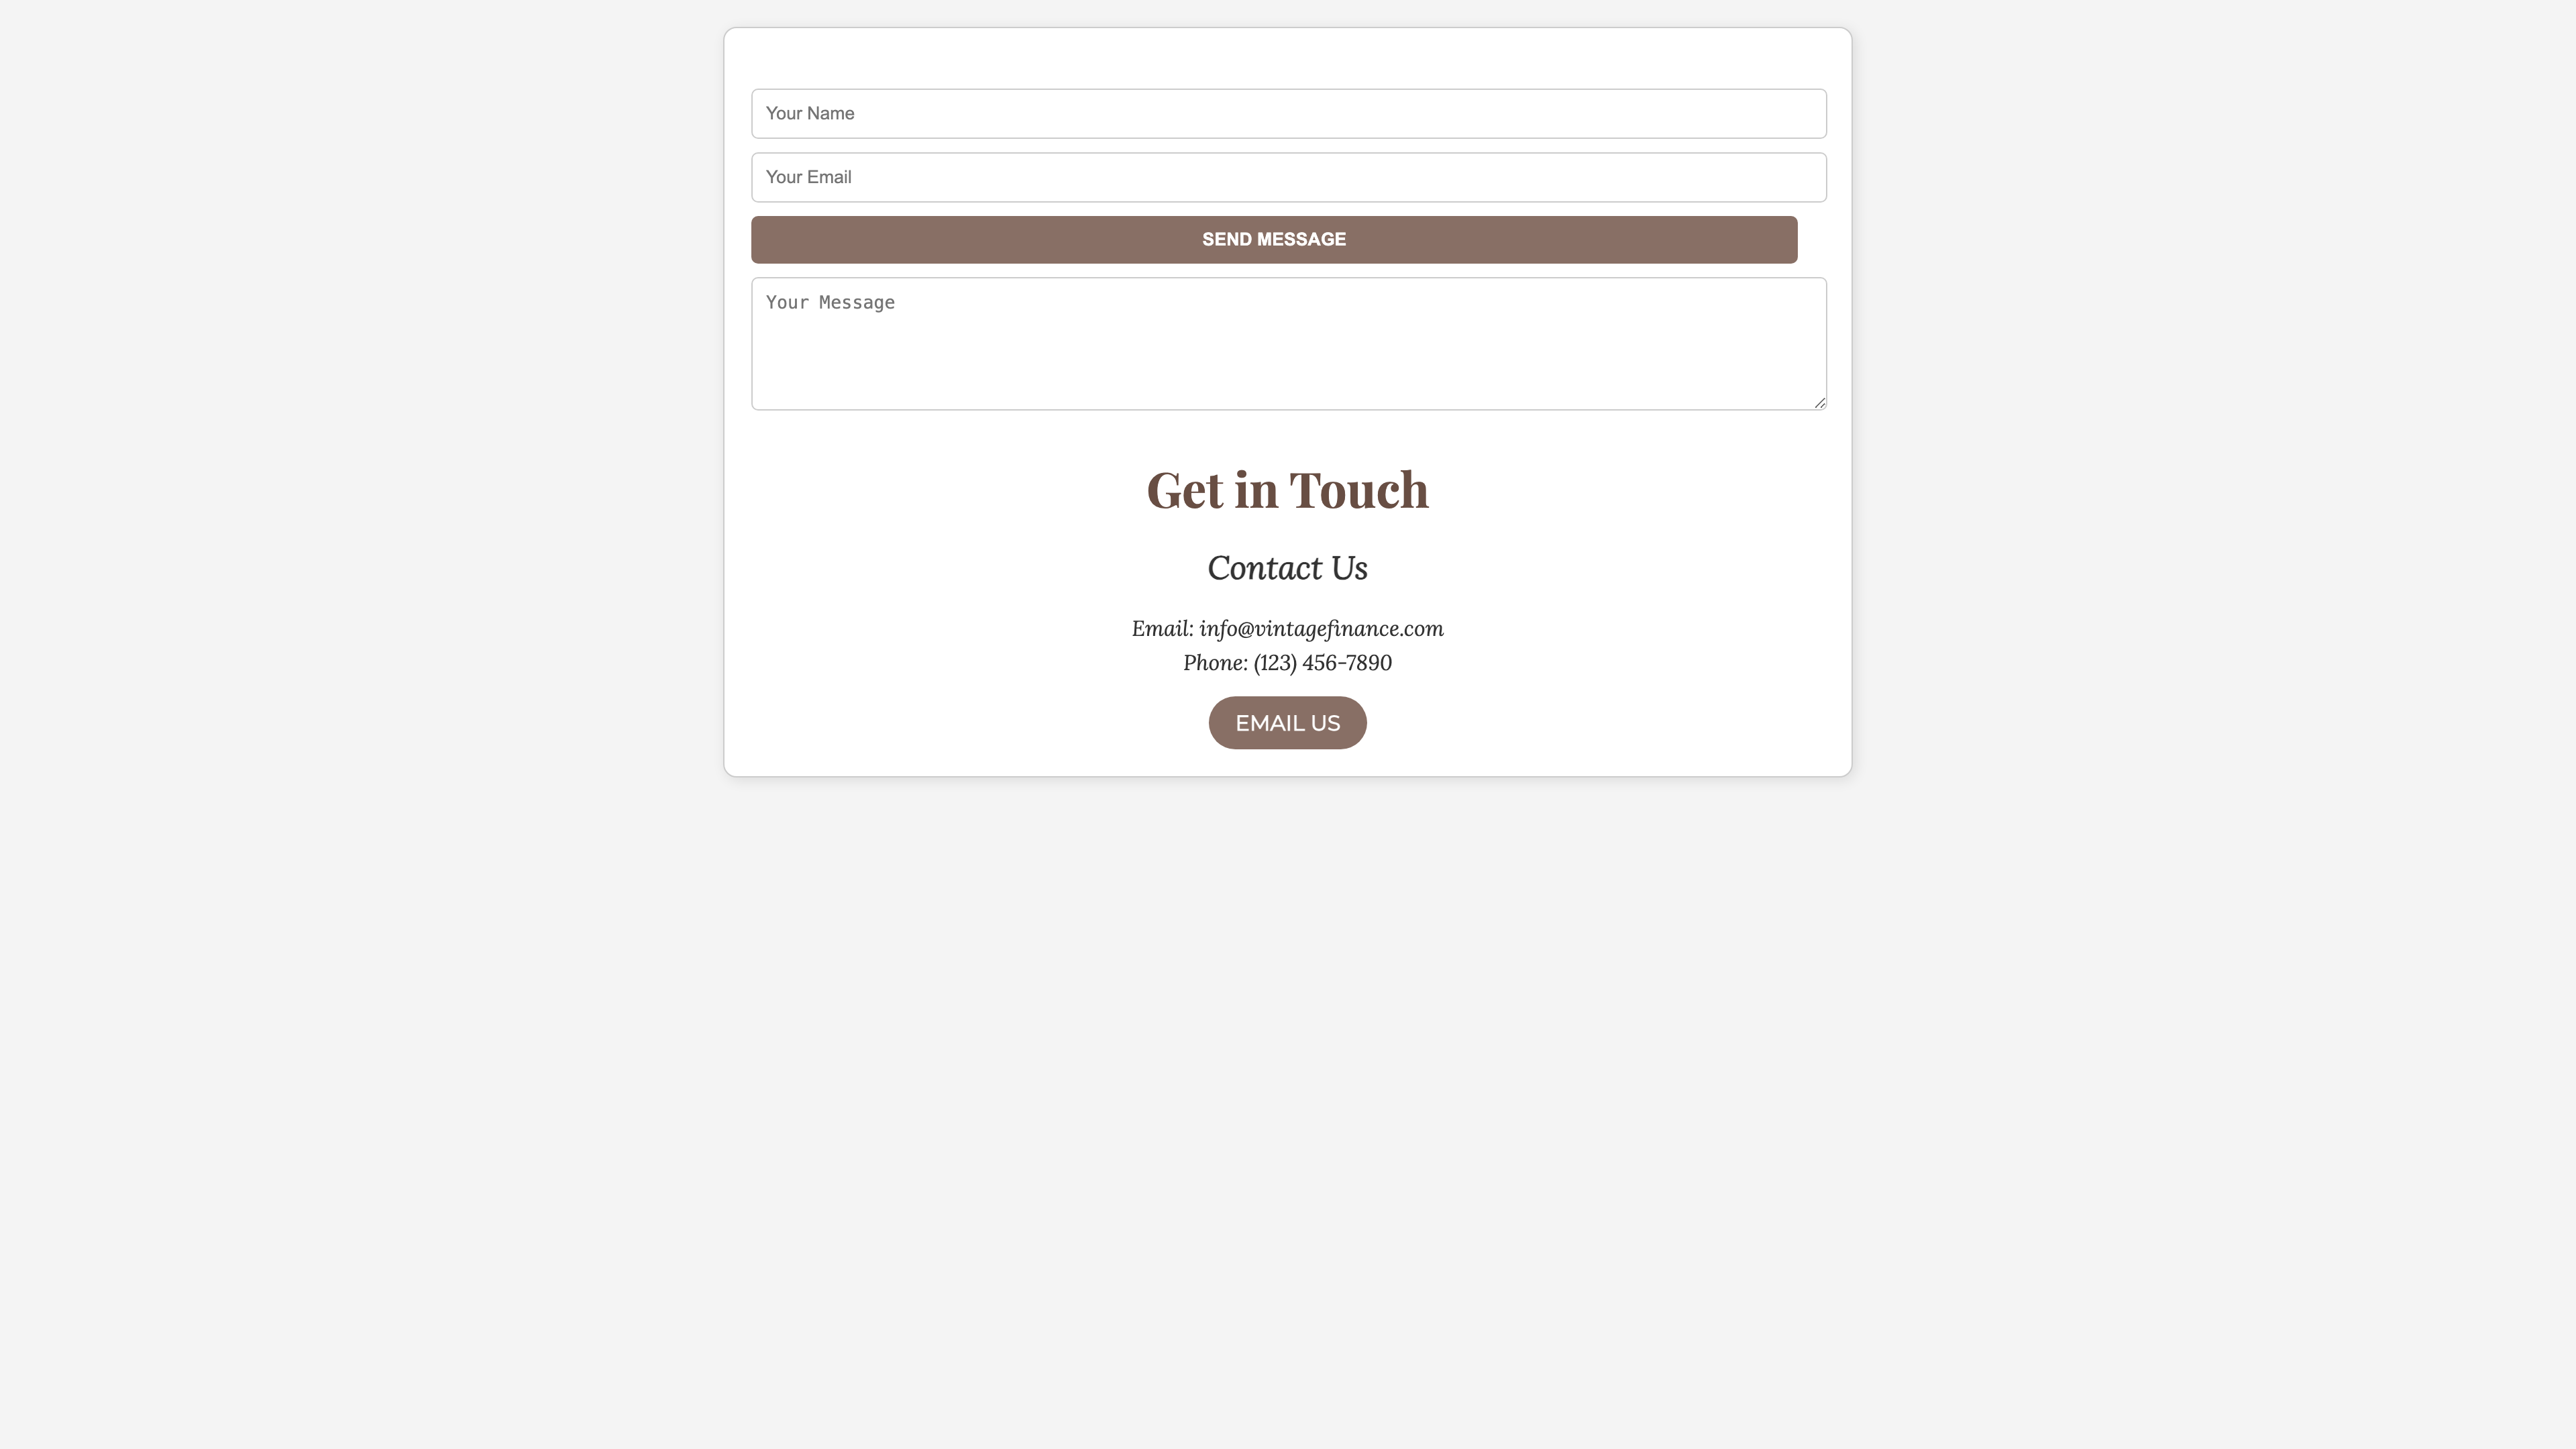 Your Name
Your Email
SEND MESSAGE
Your Message
Get in Touch
Contact Us
Email: info@vintagefinance.com
Phone: (123) 456-7890
EMAIL US